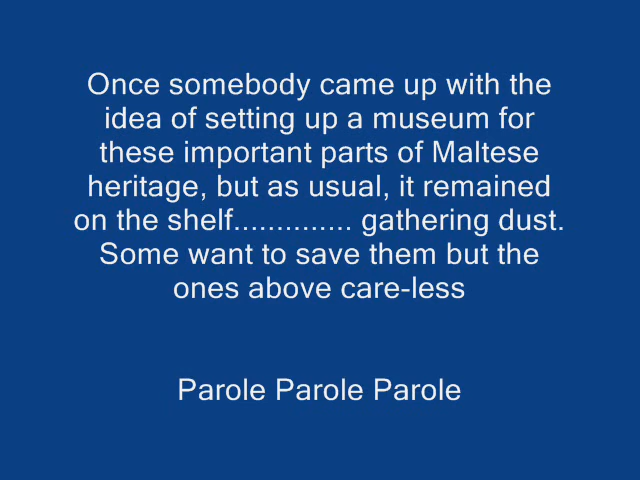 Once somebody came up with the
idea of setting up a museum for
these important parts of Maltese
heritage, but as usual, it remained
on the shelf.............. gathering dust.
Some want to save them but the
ones above care-less
Parole Parole Parole